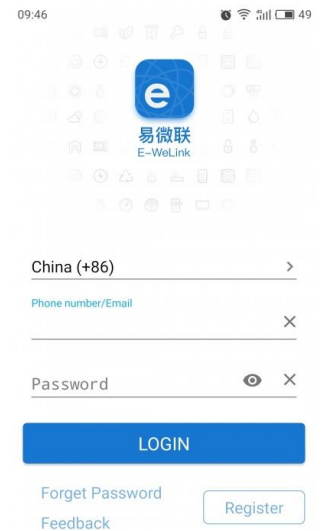 09:46
49
e
易微联
E-WeLink
China (+86)
Phone number/Email
Password
LOGIN
Forget Password
Register
Feedback